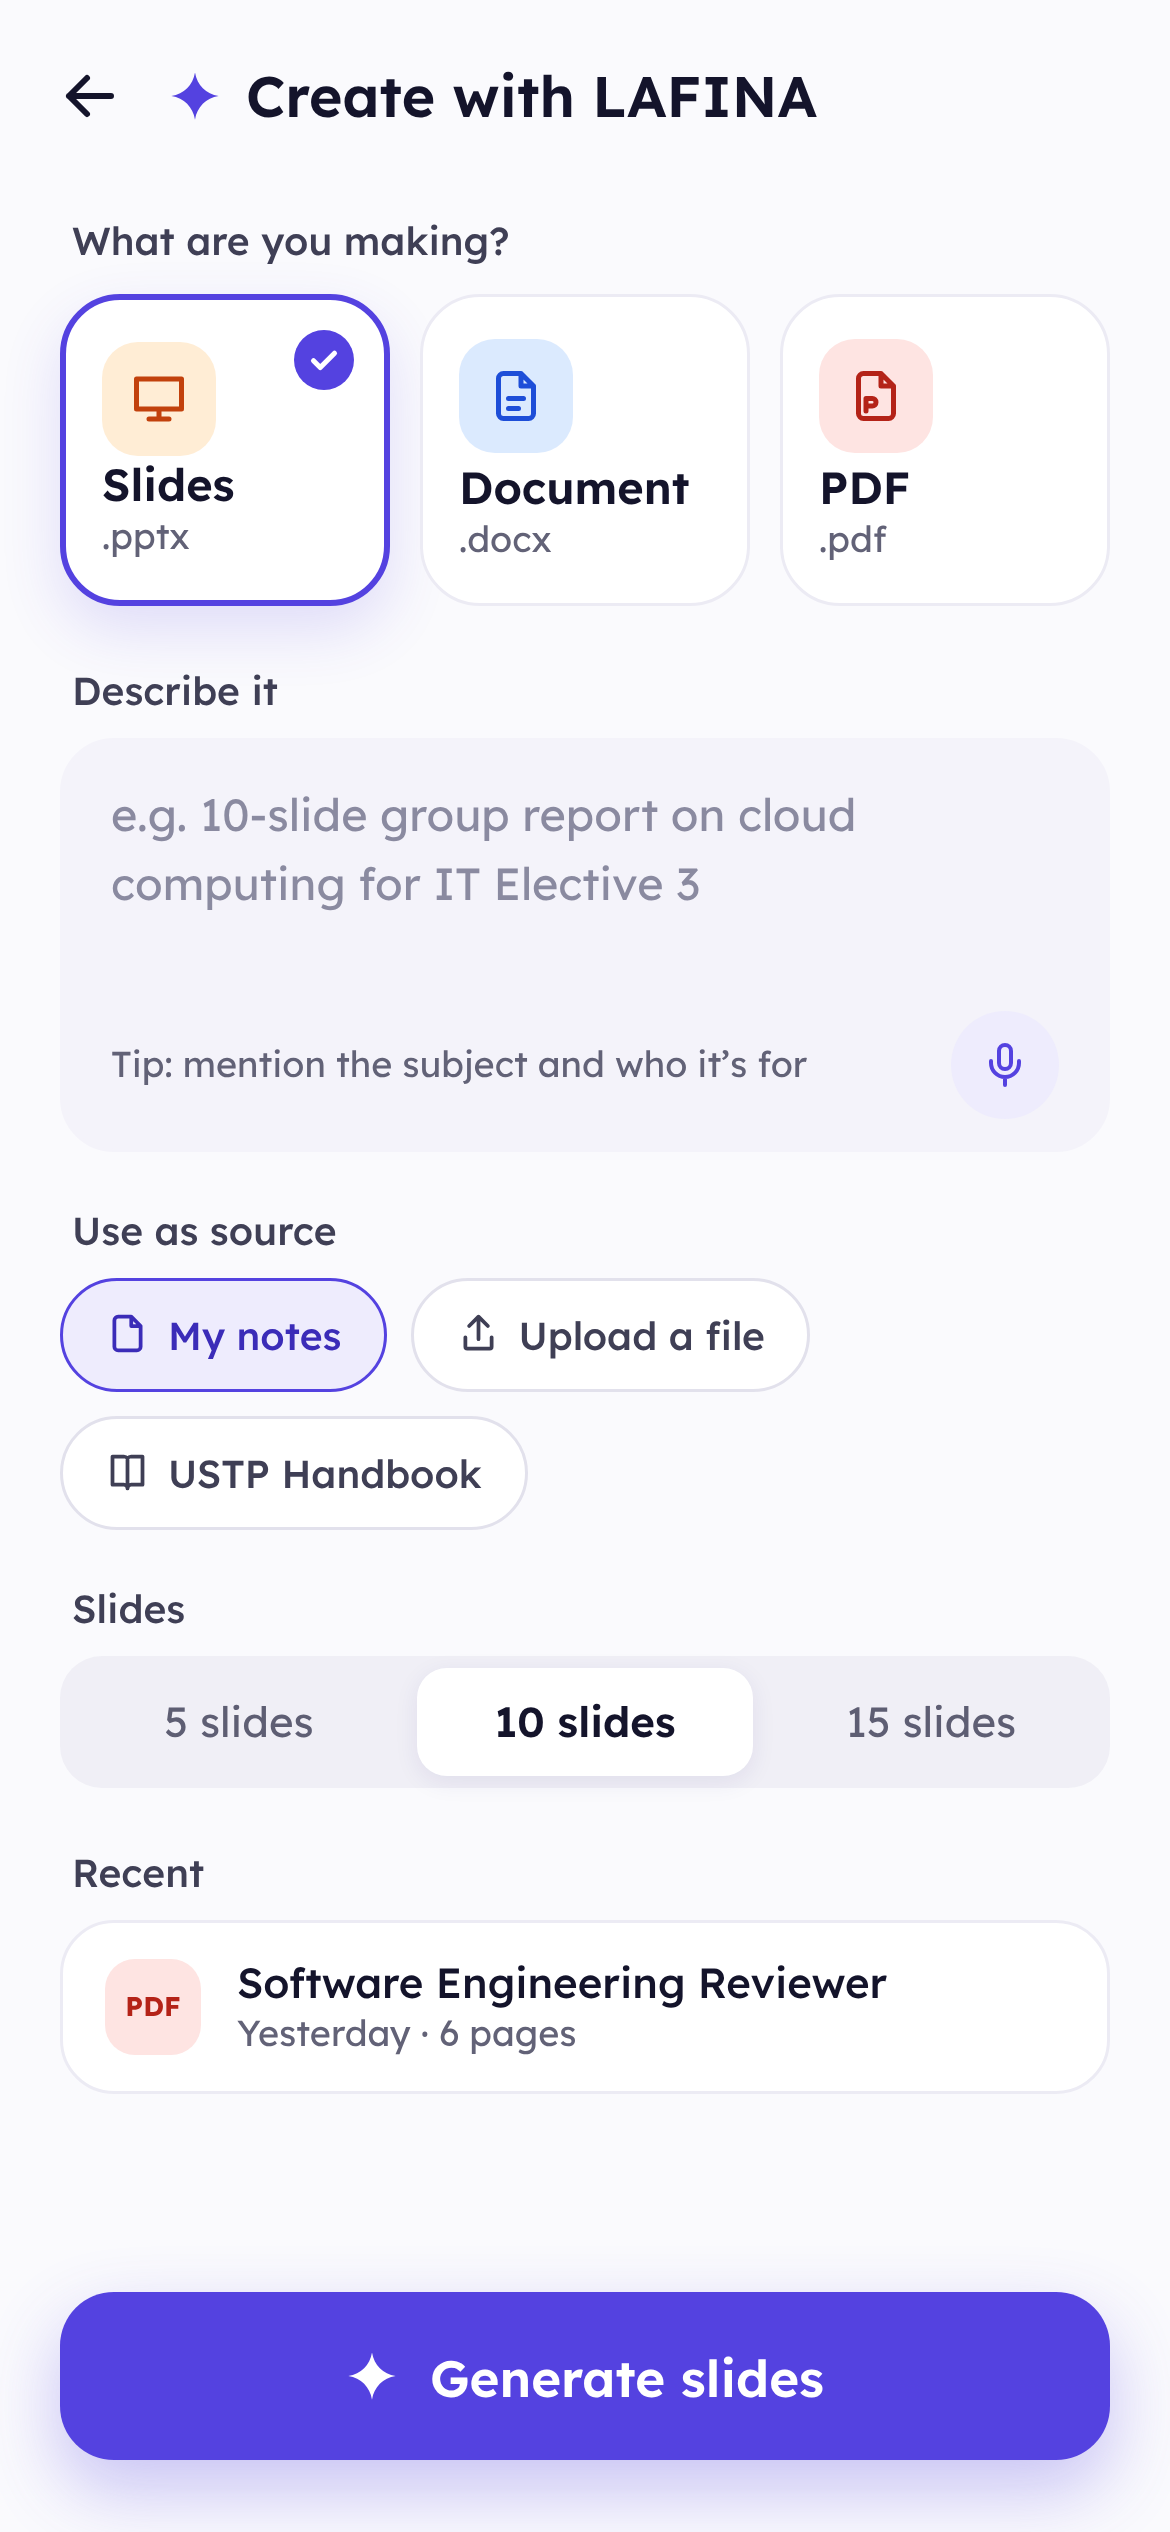 Create with LAFINA
What are you making?
Slides
.pptx
Document
.docx
PDF
.pdf
Describe it
e.g. 10-slide group report on cloud
computing for IT Elective 3
Tip: mention the subject and who it’s for
Use as source
My notes
Upload a file
USTP Handbook
Slides
5 slides
10 slides
15 slides
Recent
PDF
Software Engineering Reviewer
Yesterday · 6 pages
Generate slides